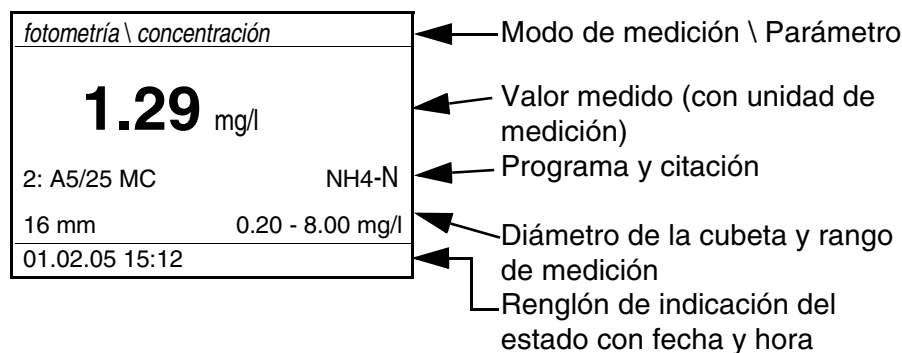 fotometría \ concentración
1.29 mg/l
2: A5/25 MC NH4-N
16 mm 0.20 - 8.00 mg/l
01.02.05 15:12
Modo de medición \ Parámetro
Valor medido (con unidad de
medición)
Programa y citación
Diámetro de la cubeta y rango
de medición
Renglón de indicación del
estado con fecha y hora